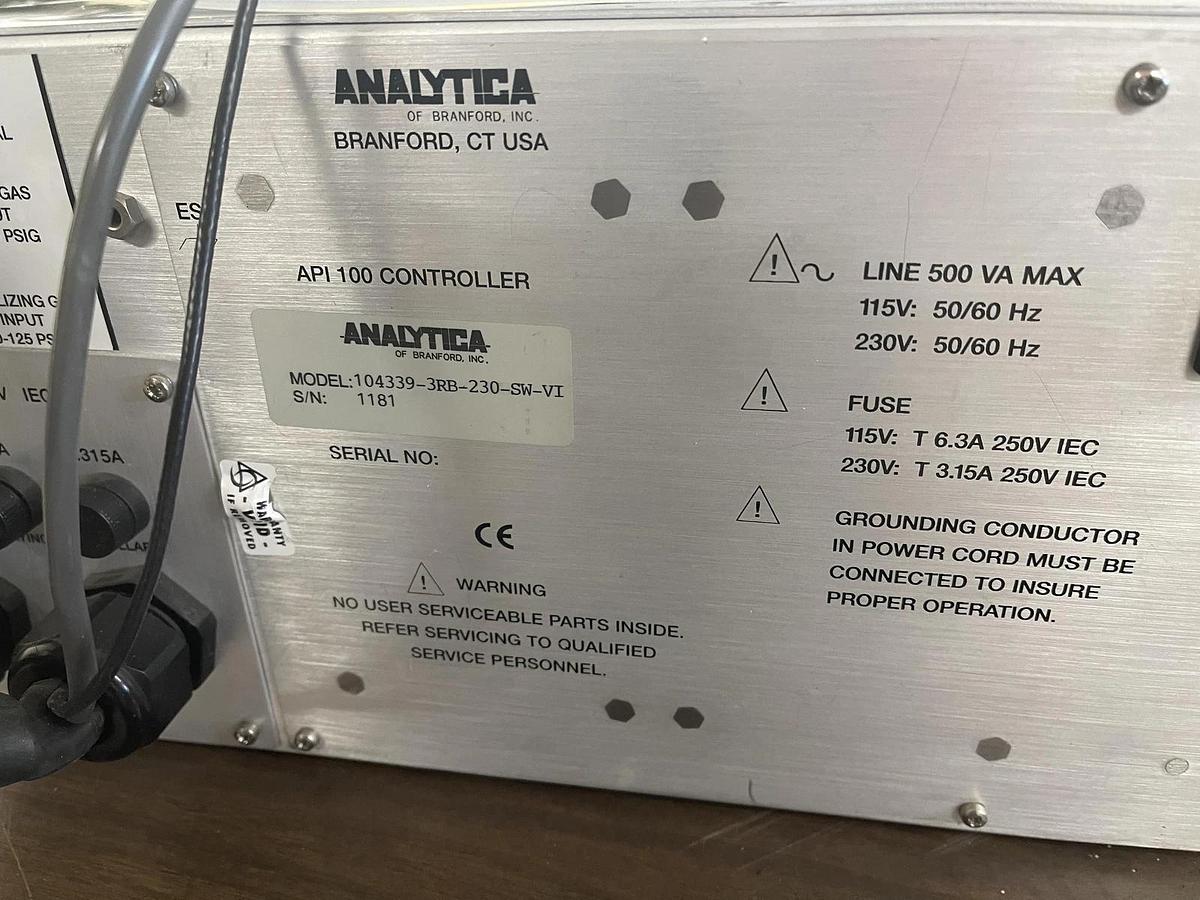 ANALYTICA
OF BRANFORD, INC.
BRANFORD, CT USA
GAS
PSIG
INPUT
IEC
.315A
API 100 CONTROLLER
ANALYTICA
OF BRANFORD, INC.
MODEL:104339-3RB-230-SW-VI
S/N: 1181
SERIAL NO:
CE
WARNING
NO USER SERVICEABLE PARTS INSIDE.
REFER SERVICING TO QUALIFIED
SERVICE PERSONNEL.
LINE 500 VA MAX
115V: 50/60 Hz
230V: 50/60 Hz
FUSE
115V: T 6.3A 250V IEC
230V: T 3.15A 250V IEC
GROUNDING CONDUCTOR
IN POWER CORD MUST BE
CONNECTED TO INSURE
PROPER OPERATION.